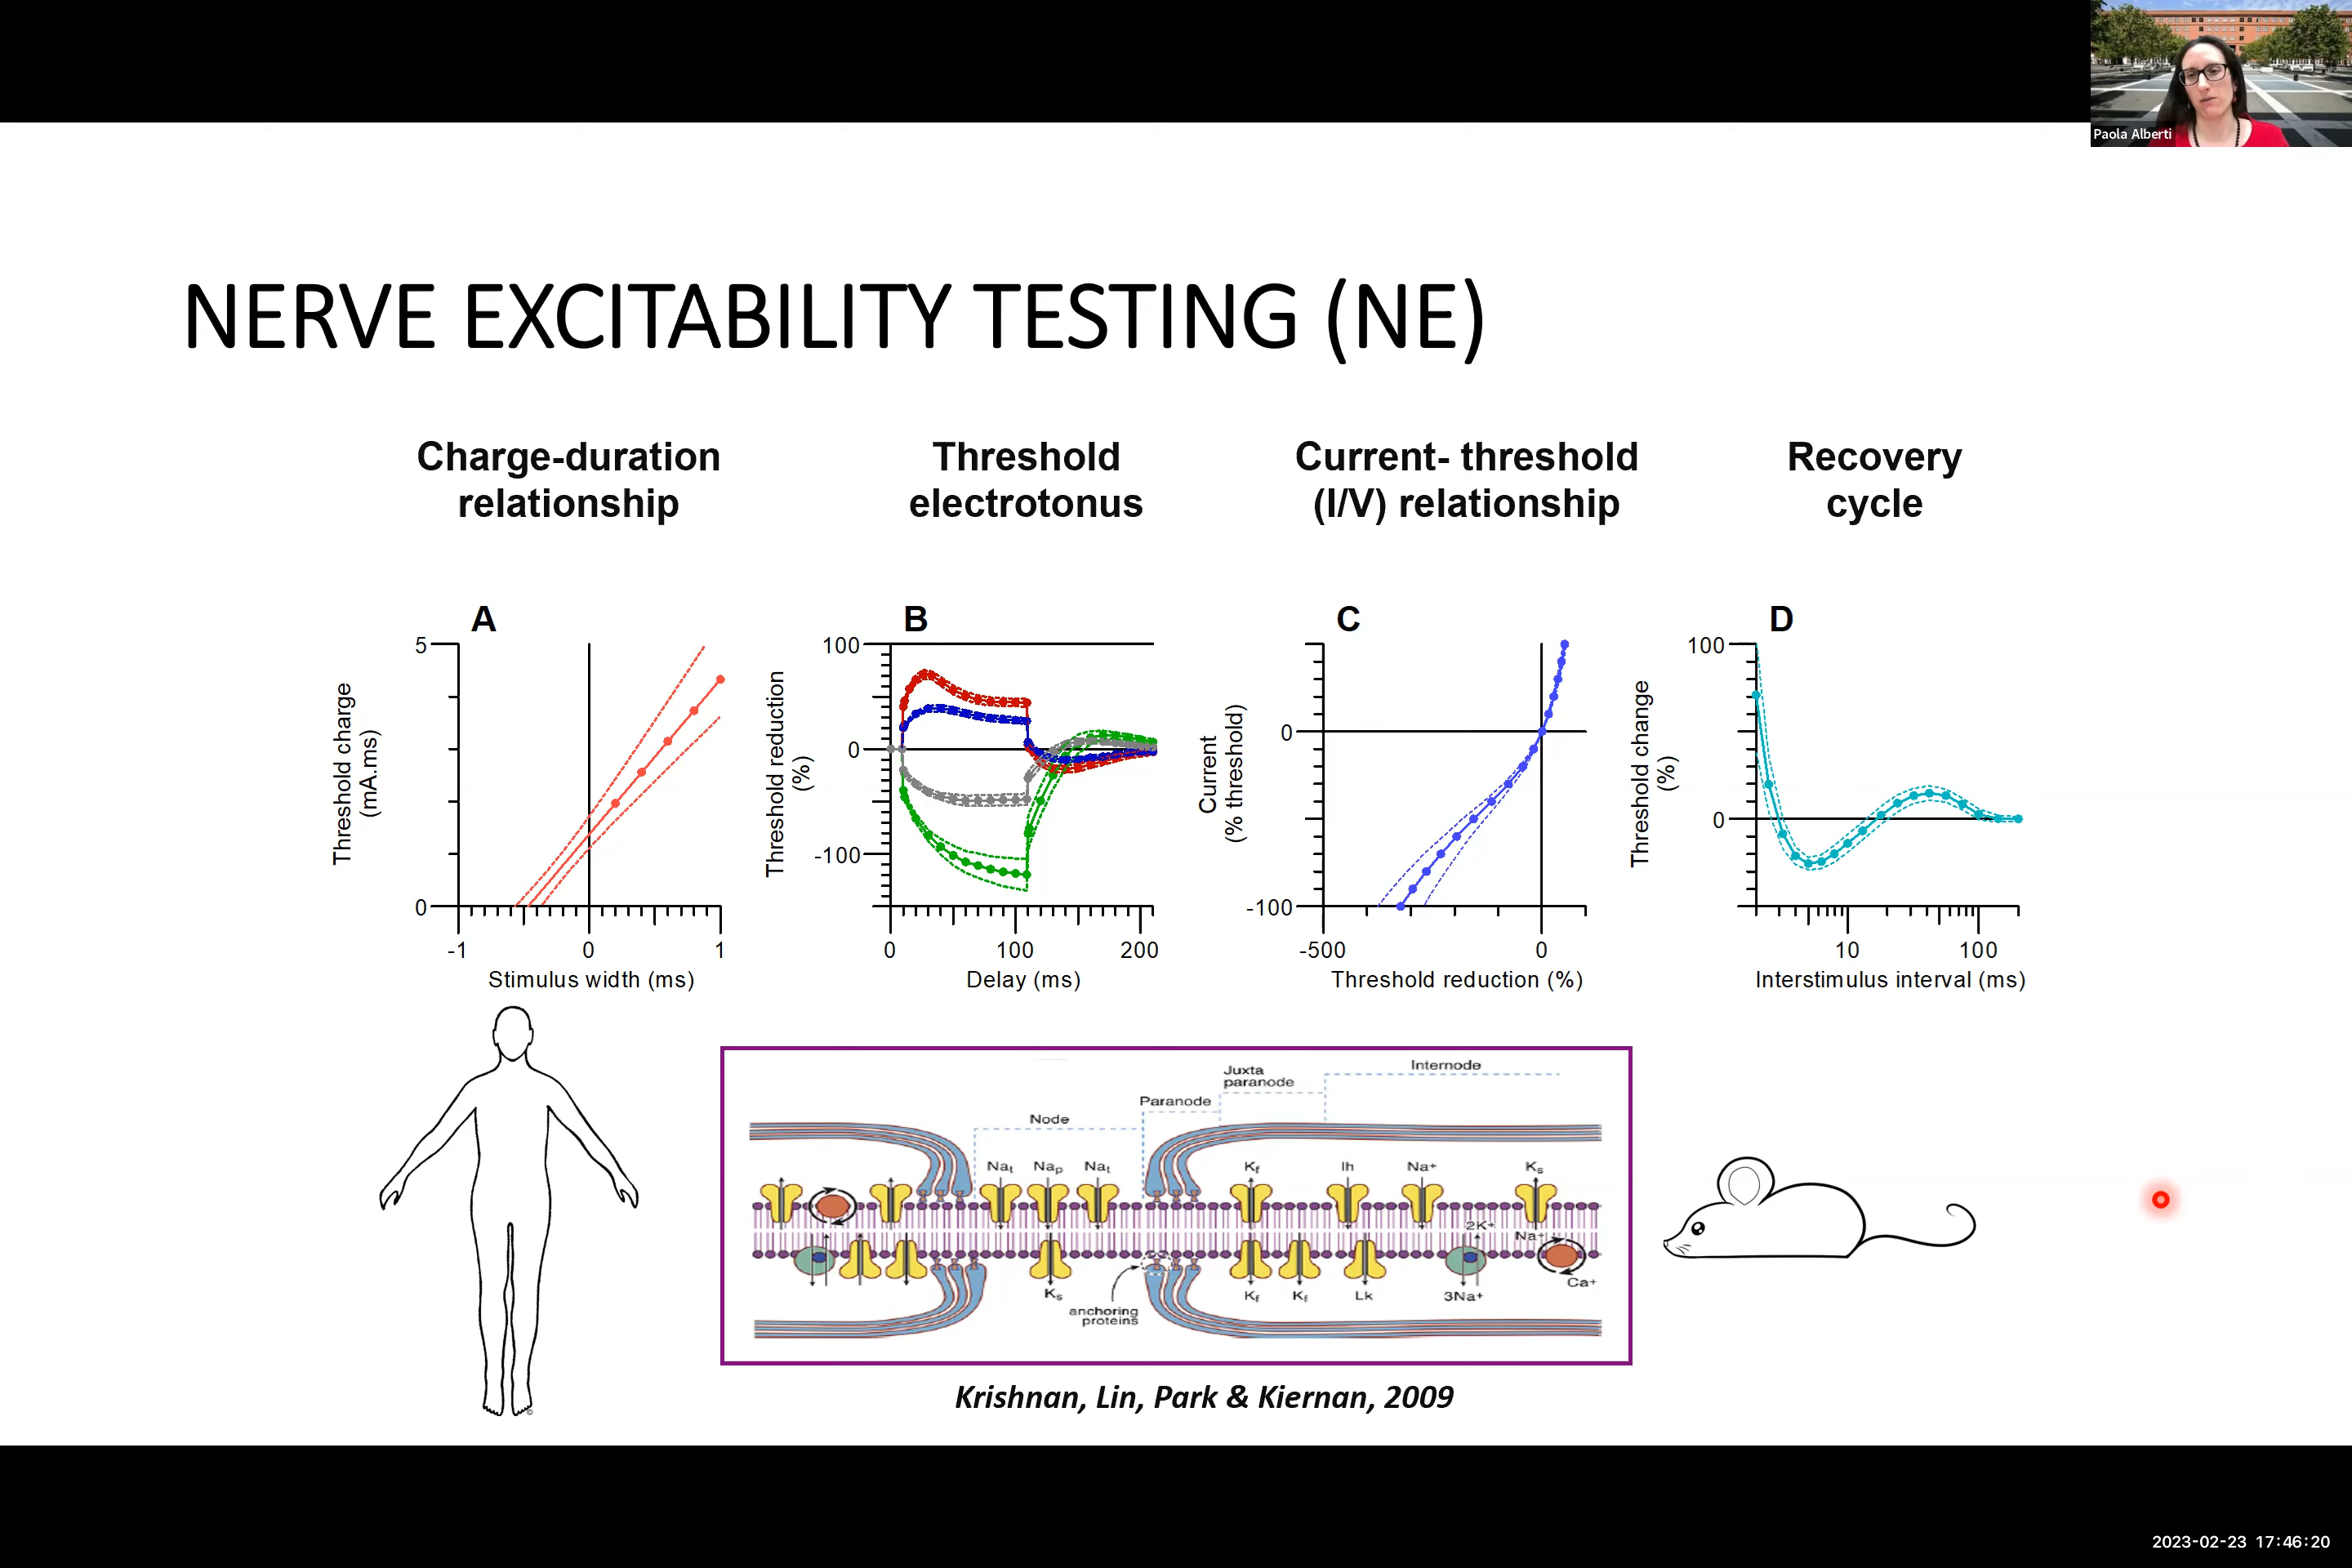 Paola Alberti
NERVE EXCITABILITY TESTING (NE)
Charge-duration
relationship
Threshold
electrotonus
Current- threshold
(I/V) relationship
Recovery
cycle
A
5
0
Threshold charge
(mA.ms)
-1 0 1
Stimulus width (ms)
B
100
0
-100
Threshold reduction
(%)
0 100 200
Delay (ms)
C
0
-100
Current
(% threshold)
-500 0
Threshold reduction (%)
D
100
0
Threshold change
(%)
10 100
Interstimulus interval (ms)
Internode
Juxta
paranode
Paranode
Node
Nat Nap Nat Kf Ih Na+ Ks
2K+
Na+
Ca+
Ks Kf Kf Lk 3Na+
anchoring
proteins
Krishnan, Lin, Park & Kiernan, 2009
2023-02-23 17:46:20